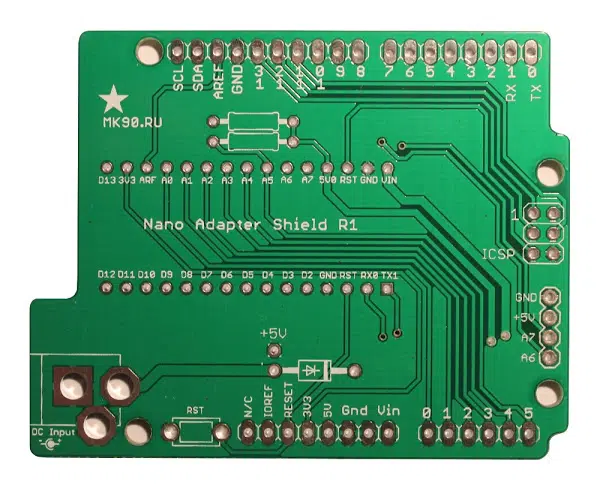 SCL SDA AREF GND 13 12 11 10 9 8 7 6 5 4 3 2 1 0
RX TX
MK90.RU
D13 3V3 ARF A0 A1 A2 A3 A4 A5 A6 A7 5V0 RST GND VIN
Nano Adapter Shield R1
1
ICSP
D12 D11 D10 D9 D8 D7 D6 D5 D4 D3 D2 GND RST RX0 TX1
GND
+5V
A7
A6
+5V
RST
N/C IOREF RESET 3V3 5V Gnd Vin
0 1 2 3 4 5
DC Input